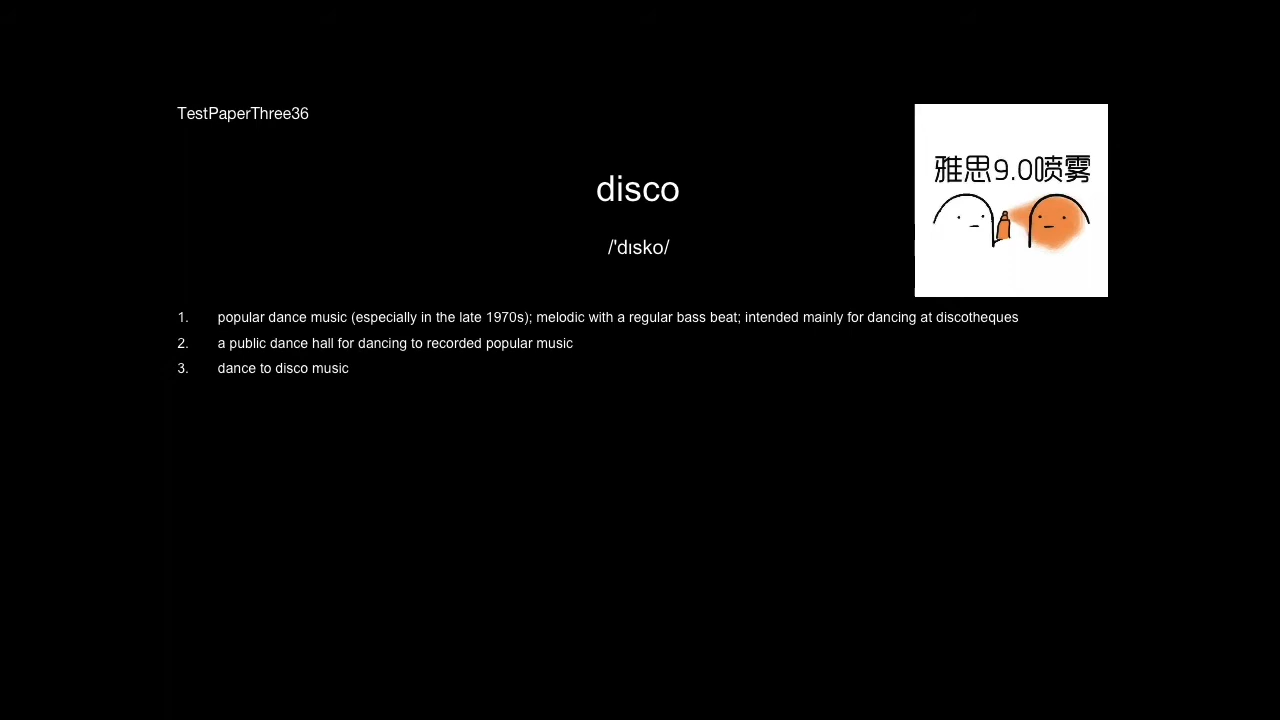 TestPaperThree36
雅思9.0喷雾
disco
/'dɪsko/
1. popular dance music (especially in the late 1970s); melodic with a regular bass beat; intended mainly for dancing at discotheques
2. a public dance hall for dancing to recorded popular music
3. dance to disco music